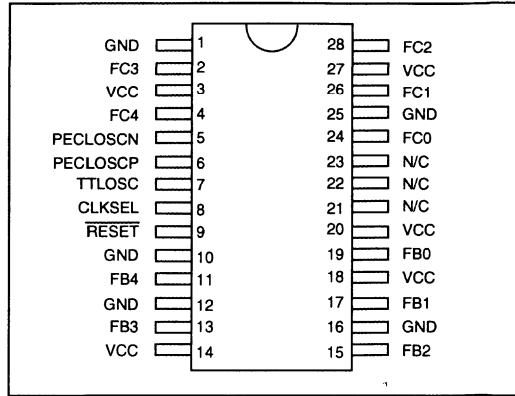 GND 1 28 FC2
FC3 2 27 VCC
VCC 3 26 FC1
FC4 4 25 GND
PECLOSCN 5 24 FC0
PECLOSCP 6 23 N/C
TTLOSC 7 22 N/C
CLKSEL 8 21 N/C
RESET 9 20 VCC
GND 10 19 FB0
FB4 11 18 VCC
GND 12 17 FB1
FB3 13 16 GND
VCC 14 15 FB2